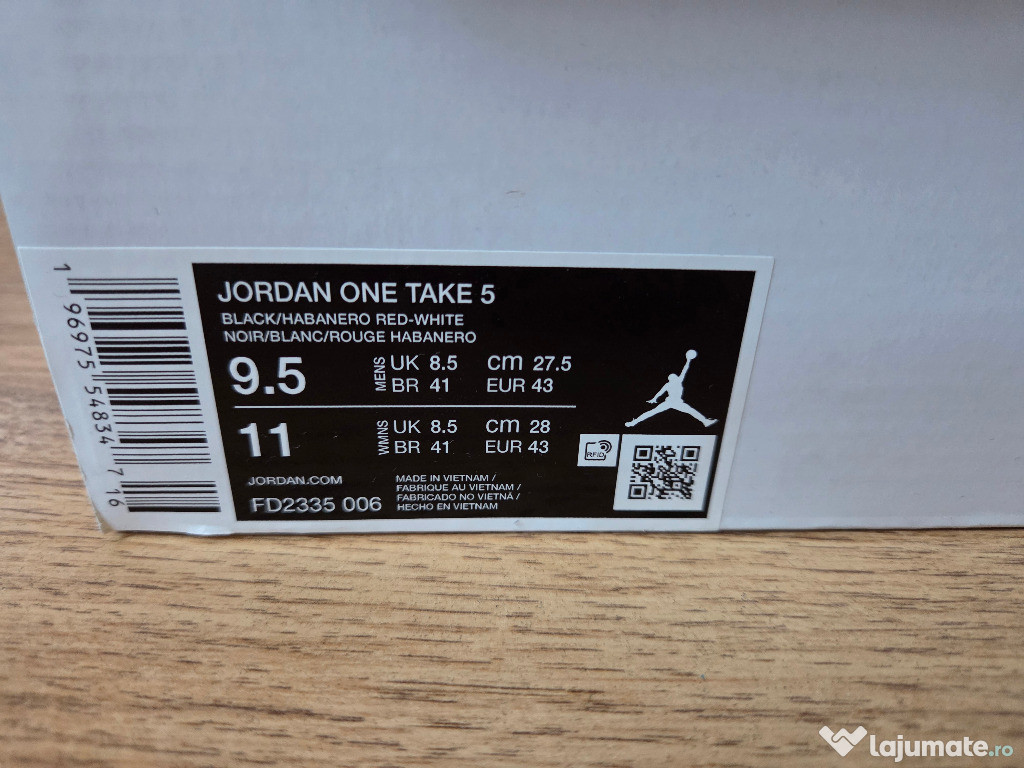 JORDAN ONE TAKE 5
BLACK/HABANERO RED-WHITE
NOIR/BLANC/ROUGE HABANERO
9.5 MENS UK 8.5 cm 27.5
BR 41 EUR 43
11 WMNS UK 8.5 cm 28
BR 41 EUR 43
RFID
JORDAN.COM
FD2335 006
MADE IN VIETNAM /
FABRIQUE AU VIETNAM /
FABRICADO NO VIETNÃ /
HECHO EN VIETNAM
1 96975 54834 7 16
lajumate.ro